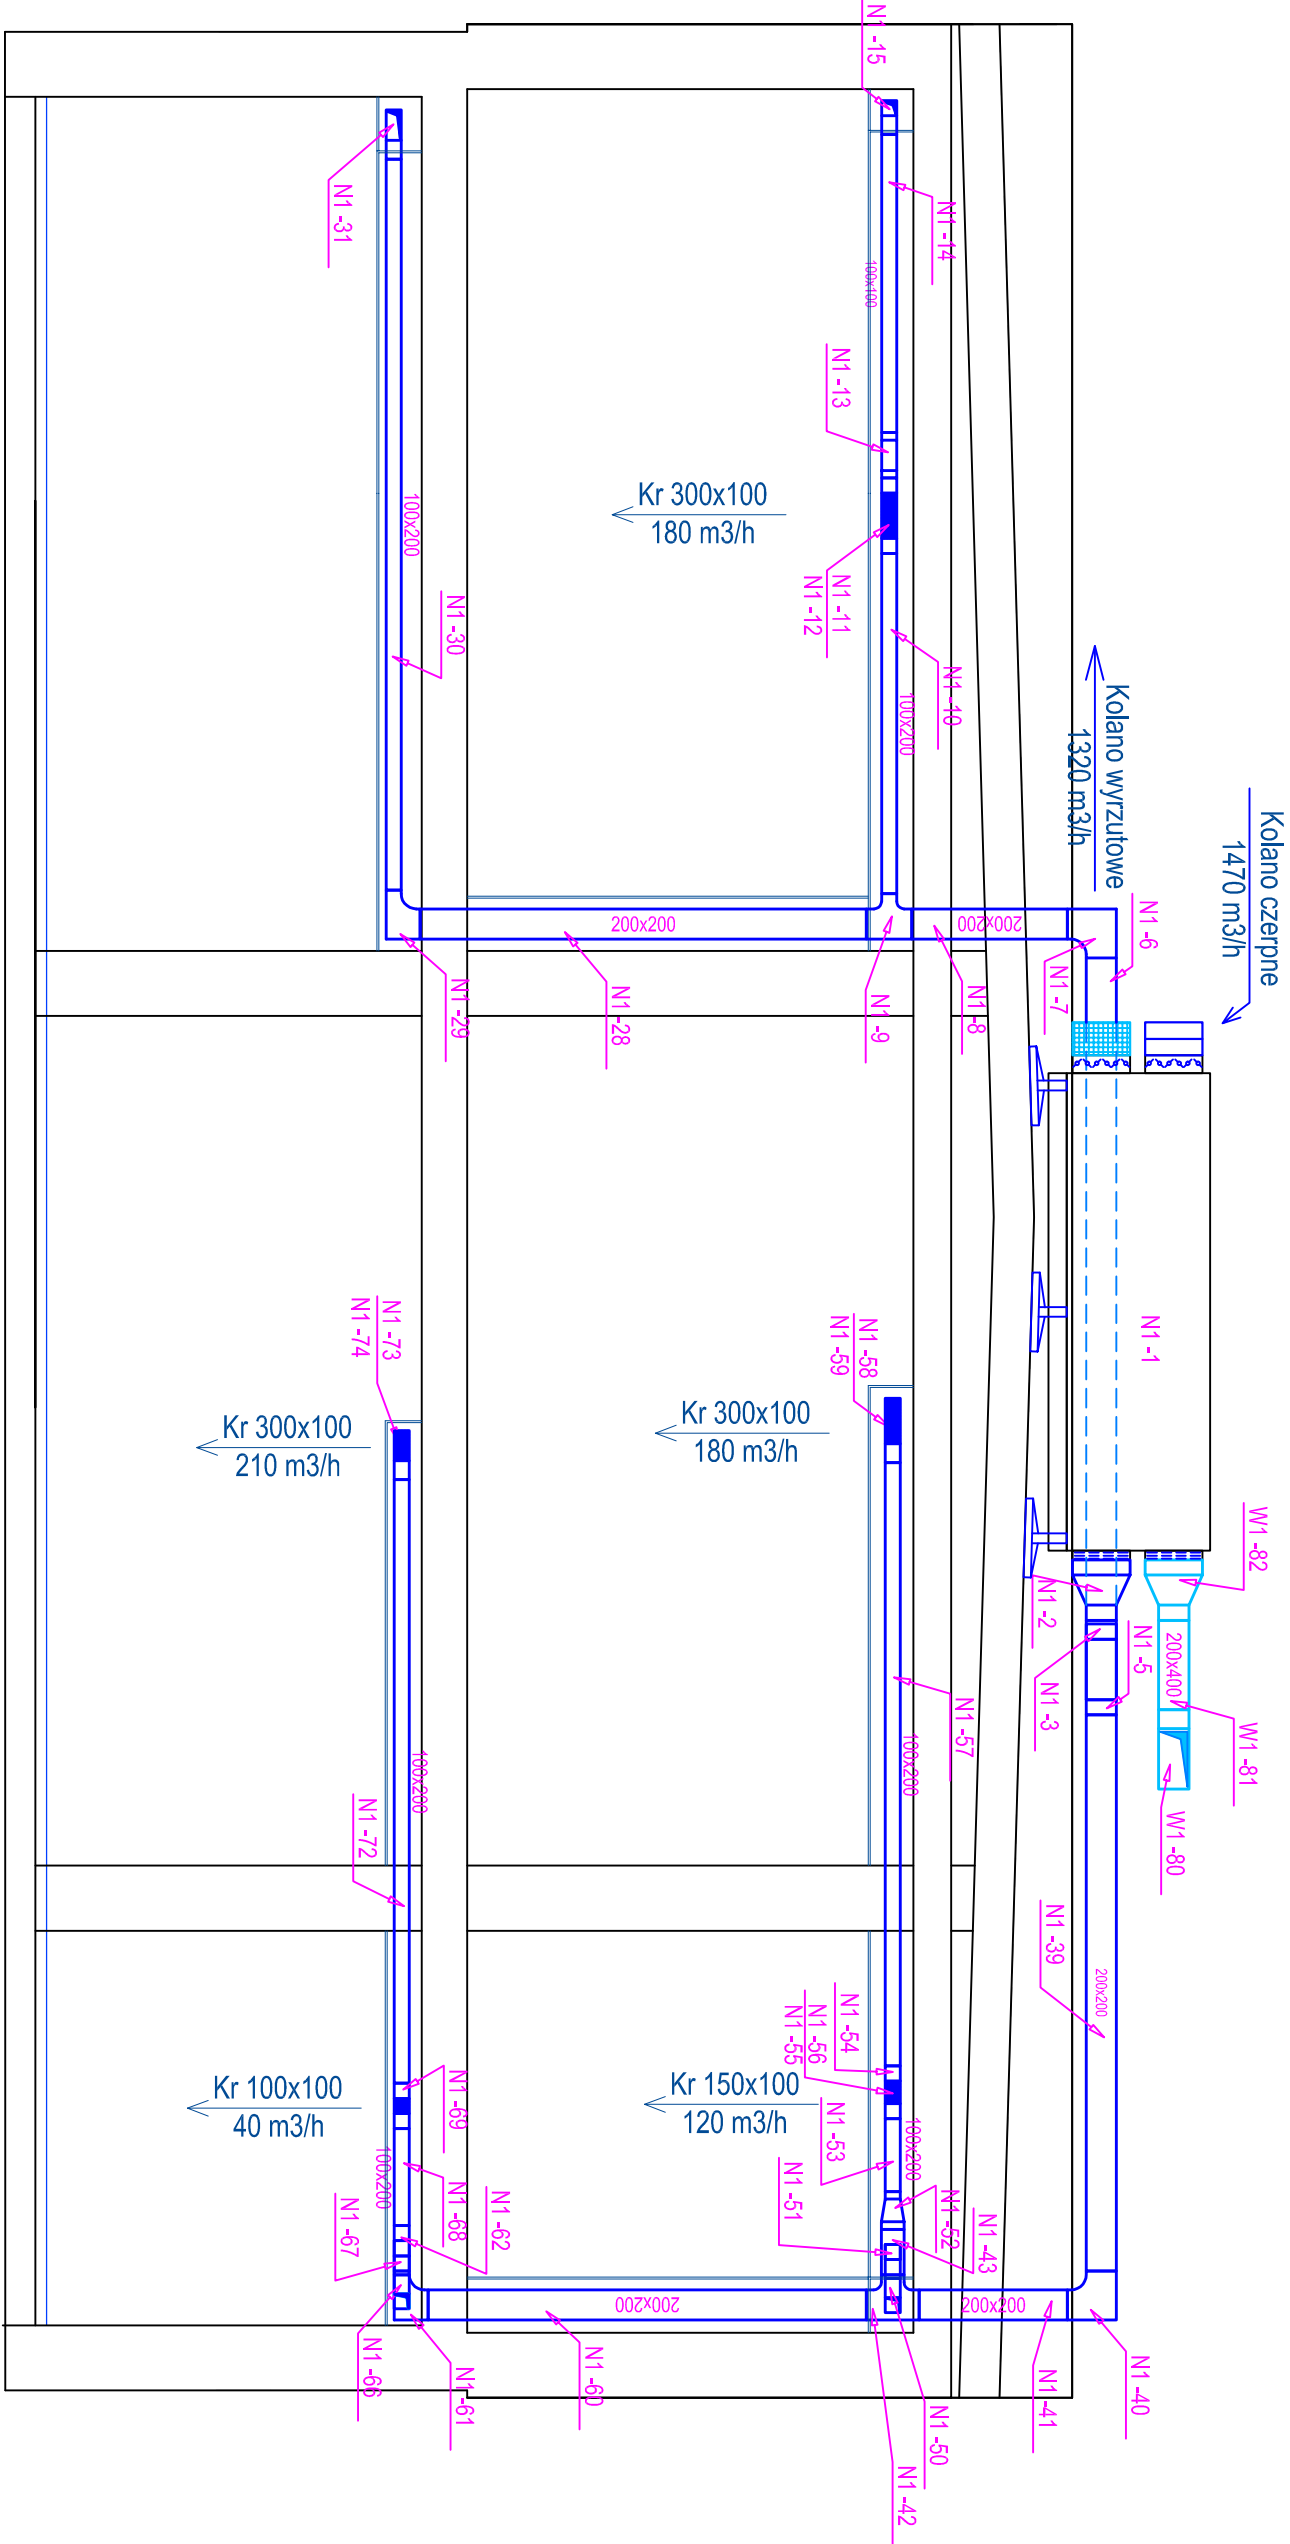 Kolano czerpne
1470 m3/h
Kolano wyrzutowe
1320 m3/h
N1 -6
N1 -7
N1 -1
W1 -82
N1 -2
N1 -5
N1 -3
200x400
W1 -81
W1 -80
N1 -39
200x200
N1 -40
N1 -41
200x200
N1 -15
N1 -14
100x100
N1 -13
Kr 300x100
180 m3/h
N1 -11
N1 -12
N1 -10
100x200
200x200
N1 -8
N1 -9
N1 -58
N1 -59
Kr 300x100
180 m3/h
N1 -57
100x200
N1 -54
N1 -56
N1 -55
Kr 150x100
120 m3/h
N1 -53
100x200
N1 -51
N1 -52
N1 -43
N1 -50
N1 -42
200x200
N1 -28
N1 -29
N1 -31
100x200
N1 -30
N1 -73
N1 -74
Kr 300x100
210 m3/h
100x200
N1 -72
N1 -69
Kr 100x100
40 m3/h
100x200
N1 -68
N1 -62
N1 -67
200x200
N1 -60
N1 -66
N1 -61